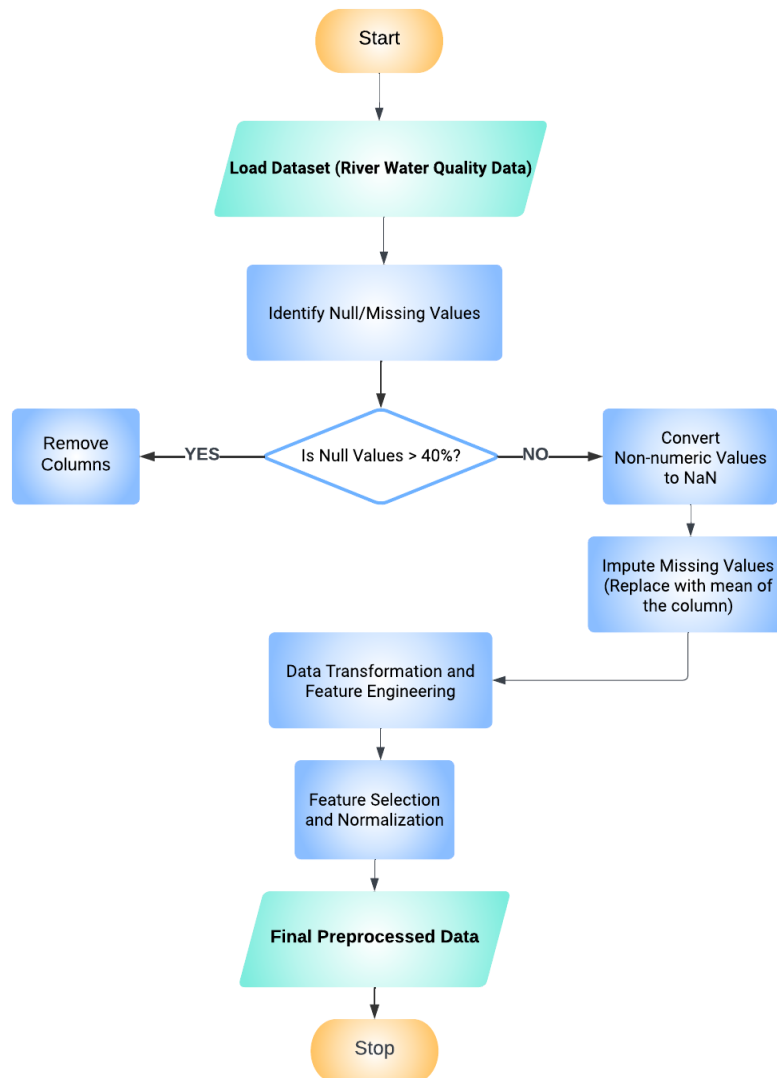 Start
Load Dataset (River Water Quality Data)
Identify Null/Missing Values
Is Null Values > 40%?
YES
NO
Remove
Columns
Convert
Non-numeric Values
to NaN
Impute Missing Values
(Replace with mean of
the column)
Data Transformation and
Feature Engineering
Feature Selection
and Normalization
Final Preprocessed Data
Stop